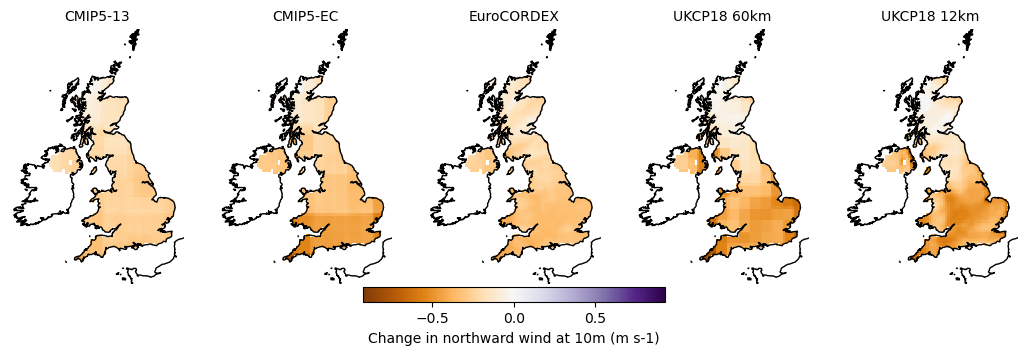 CMIP5-13
CMIP5-EC
EuroCORDEX
UKCP18 60km
UKCP18 12km
−0.5
0.0
0.5
Change in northward wind at 10m (m s-1)